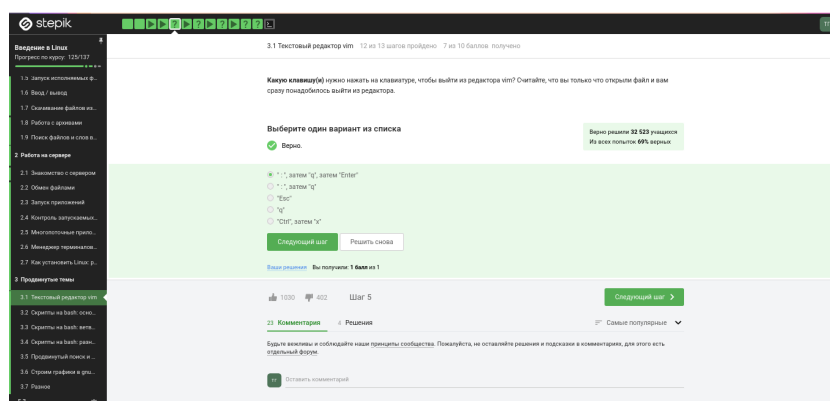 stepik
Введение в Linux
Прогресс по курсу: 125/137
1.5 Запуск исполняемых ф...
1.6 Ввод / вывод
1.7 Скачивание файлов из...
1.8 Работа с архивами
1.9 Поиск файлов и слов в...
2 Работа на сервере
2.1 Знакомство с сервером
2.2 Обмен файлами
2.3 Запуск приложений
2.4 Контроль запускаемых...
2.5 Многопоточные прило...
2.6 Менеджер терминалов...
2.7 Как установить Linux: р...
3 Продвинутые темы
3.1 Текстовый редактор vim
3.2 Скрипты на bash: осно...
3.3 Скрипты на bash: ветв...
3.4 Скрипты на bash: разн...
3.5 Продвинутый поиск и ...
3.6 Строим графики в gnu...
3.7 Разное
3.1 Текстовый редактор vim 12 из 13 шагов пройдено 7 из 10 баллов получено
Какую клавишу(и) нужно нажать на клавиатуре, чтобы выйти из редактора vim? Считайте, что вы только что открыли файл и вам
сразу понадобилось выйти из редактора.
Выберите один вариант из списка
Верно.
Верно решили 32 523 учащихся
Из всех попыток 69% верных
" : ", затем "q", затем "Enter"
" : ", затем "q"
"Esc"
"q"
"Ctrl", затем "x"
Следующий шаг Решить снова
Ваши решения Вы получили: 1 балл из 1
1030 402 Шаг 5 Следующий шаг
23 Комментария 4 Решения Самые популярные
Будьте вежливы и соблюдайте наши принципы сообщества. Пожалуйста, не оставляйте решения и подсказки в комментариях, для этого есть
отдельный форум.
Оставить комментарий